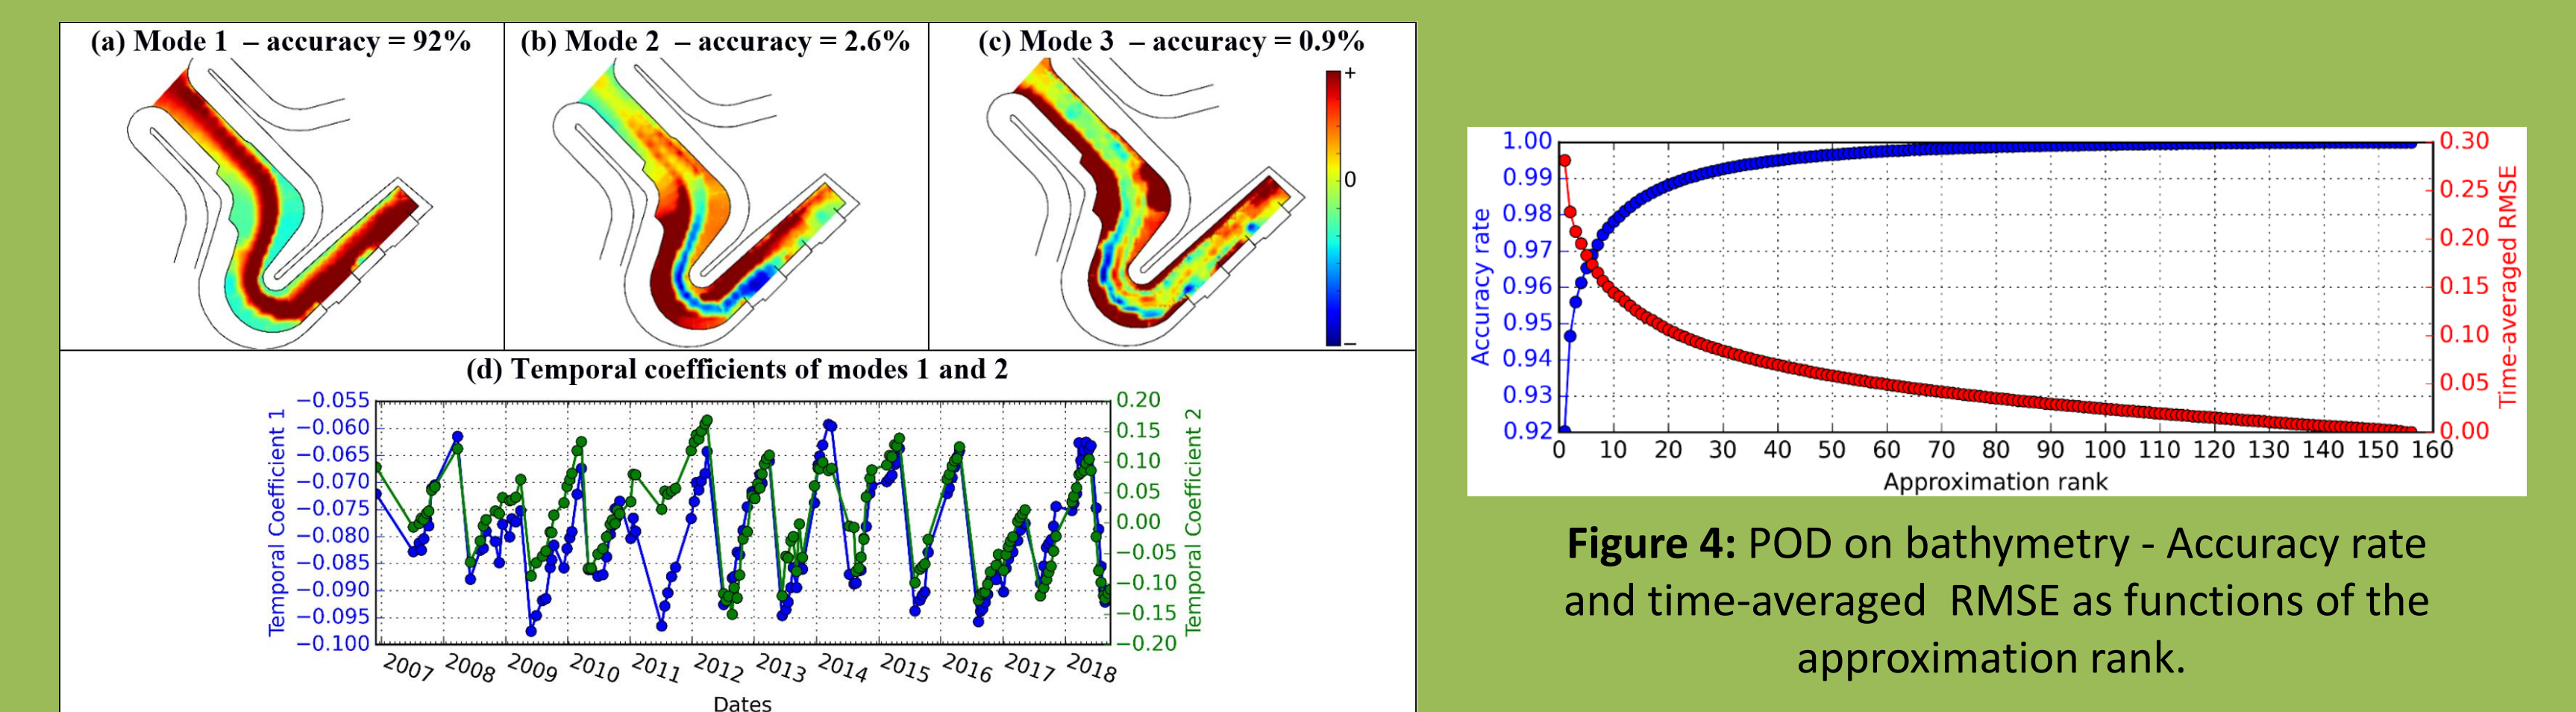 (a) Mode 1 – accuracy = 92%
(b) Mode 2 – accuracy = 2.6%
(c) Mode 3 – accuracy = 0.9%
+
0
–
(d) Temporal coefficients of modes 1 and 2
Temporal Coefficient 1
−0.055
−0.060
−0.065
−0.070
−0.075
−0.080
−0.085
−0.090
−0.095
−0.100
0.20
0.15
0.10
0.05
0.00
−0.05
−0.10
−0.15
−0.20
Temporal Coefficient 2
2007 2008 2009 2010 2011 2012 2013 2014 2015 2016 2017 2018
Dates
Accuracy rate
1.00
0.99
0.98
0.97
0.96
0.95
0.94
0.93
0.92
0.30
0.25
0.20
0.15
0.10
0.05
0.00
Time-averaged RMSE
0 10 20 30 40 50 60 70 80 90 100 110 120 130 140 150 160
Approximation rank
Figure 4: POD on bathymetry - Accuracy rate
and time-averaged RMSE as functions of the
approximation rank.